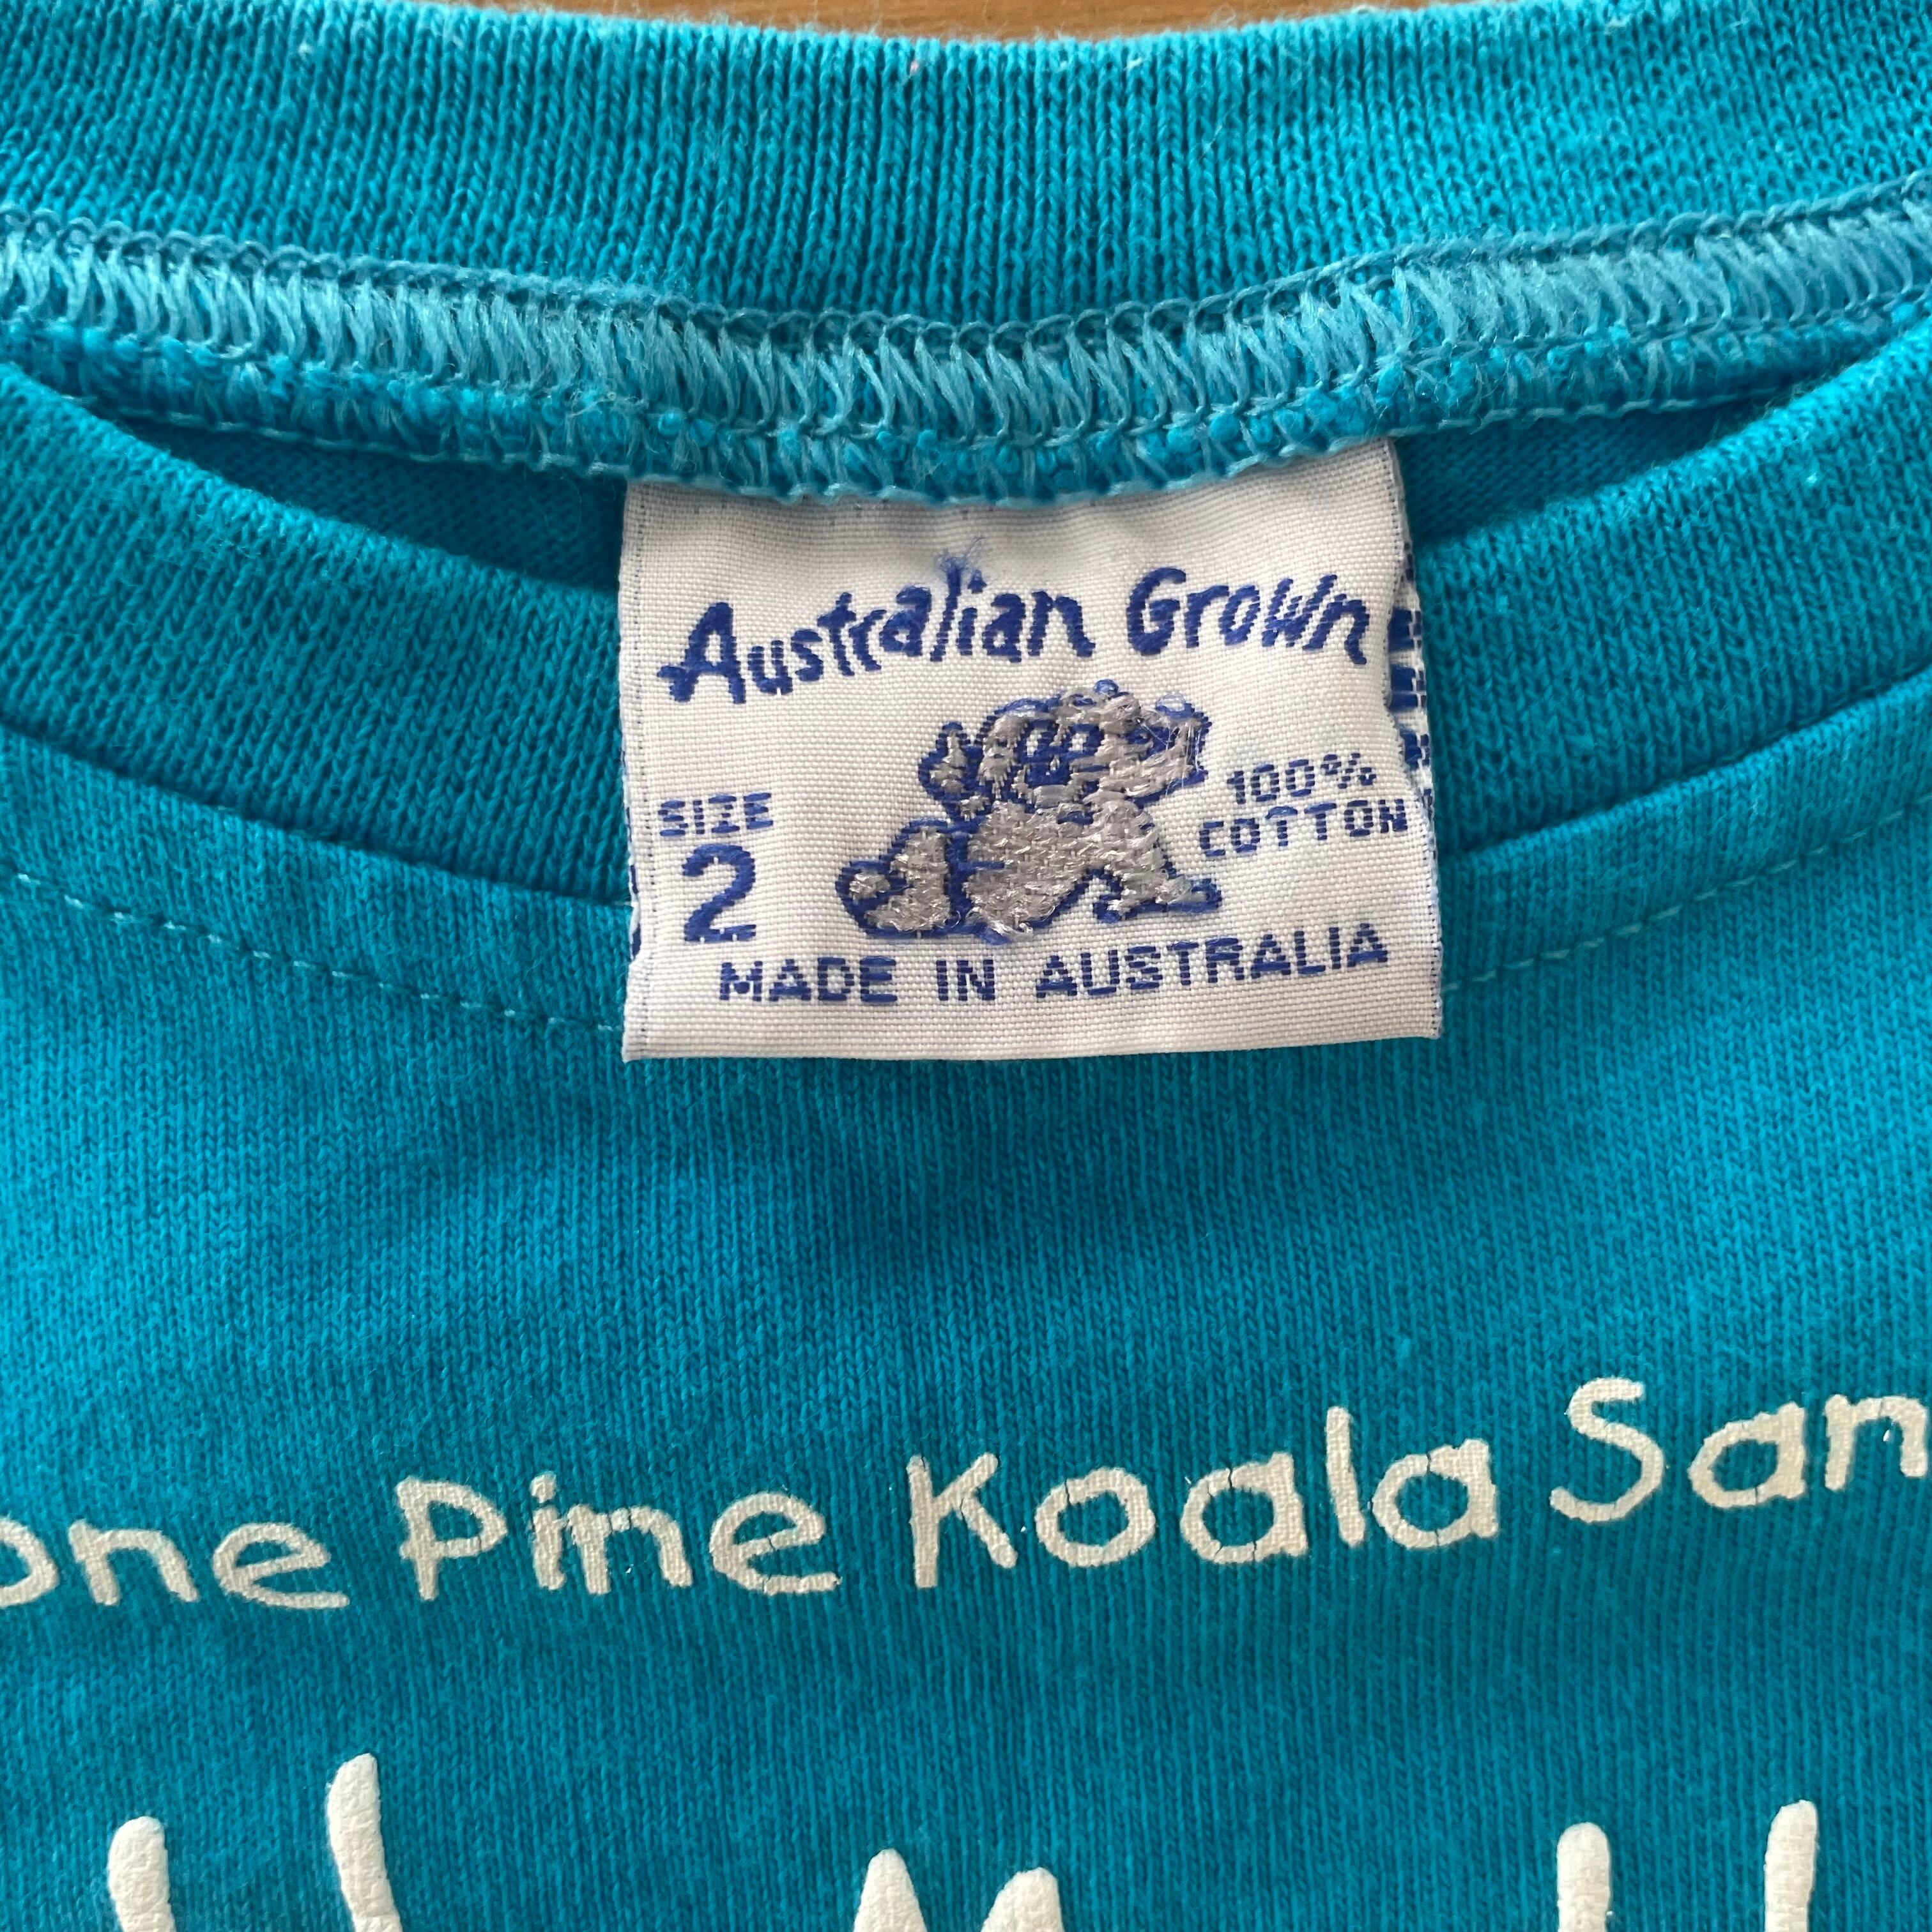 Australian Grown
SIZE
2
100%
COTTON
MADE IN AUSTRALIA
one Pine Koala San